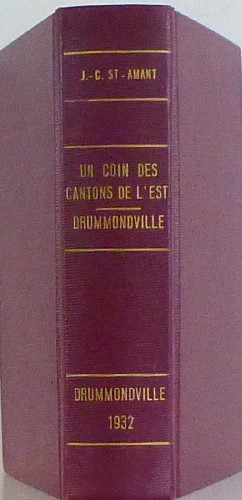 J.-C. ST-AMANT
UN COIN DES
CANTONS DE L'EST
DRUMMONDVILLE
DRUMMONDVILLE
1932